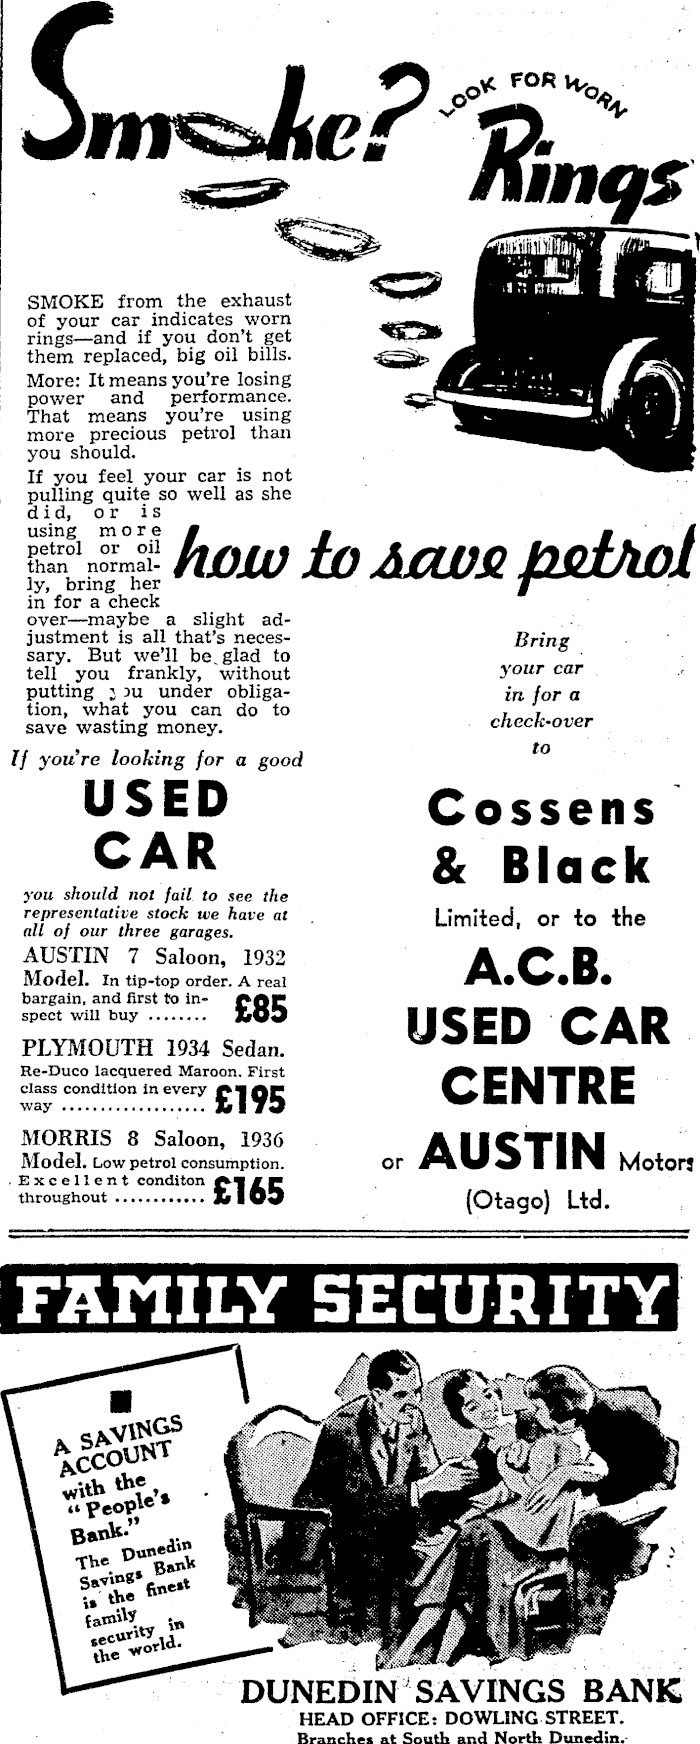 Smoke?
LOOK FOR WORN
Rings
SMOKE from the exhaust
of your car indicates worn
rings—and if you don't get
them replaced, big oil bills.
More: It means you're losing
power and performance.
That means you're using
more precious petrol than
you should.
If you feel your car is not
pulling quite so well as she
did, or is
using more
petrol or oil
than normal-
ly, bring her
in for a check
over—maybe a slight ad-
justment is all that's neces-
sary. But we'll be glad to
tell you frankly, without
putting you under obliga-
tion, what you can do to
save wasting money.
how to save petrol
If you're looking for a good
USED
CAR
you should not fail to see the
representative stock we have at
all of our three garages.
AUSTIN 7 Saloon, 1932
Model. In tip-top order. A real
bargain, and first to in-
spect will buy ........ £85
PLYMOUTH 1934 Sedan.
Re-Duco lacquered Maroon. First
class condition in every
way ................... £195
MORRIS 8 Saloon, 1936
Model. Low petrol consumption.
Excellent conditon
throughout ............ £165
Bring
your car
in for a
check-over
to
Cossens
& Black
Limited, or to the
A.C.B.
USED CAR
CENTRE
or AUSTIN Motors
(Otago) Ltd.
FAMILY SECURITY
A SAVINGS
ACCOUNT
with the
"People's
Bank."
The Dunedin
Savings Bank
is the finest
family
security in
the world.
DUNEDIN SAVINGS BANK
HEAD OFFICE: DOWLING STREET.
Branches at South and North Dunedin.